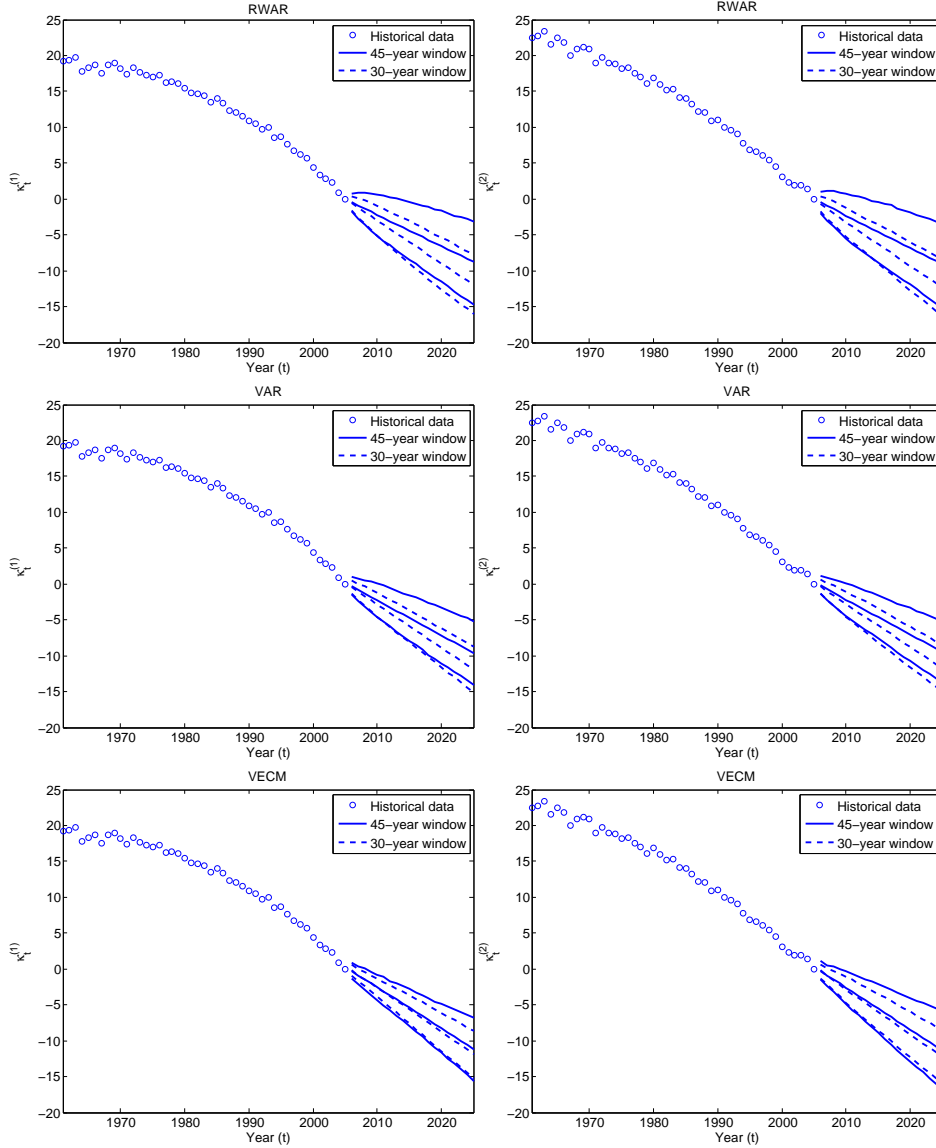 RWAR
25
20
15
10
5
0
−5
−10
−15
−20
κt(1)
1970 1980 1990 2000 2010 2020
Year (t)
Historical data
45−year window
30−year window
RWAR
25
20
15
10
5
0
−5
−10
−15
−20
κt(2)
1970 1980 1990 2000 2010 2020
Year (t)
Historical data
45−year window
30−year window
VAR
25
20
15
10
5
0
−5
−10
−15
−20
κt(1)
1970 1980 1990 2000 2010 2020
Year (t)
Historical data
45−year window
30−year window
VAR
25
20
15
10
5
0
−5
−10
−15
−20
κt(2)
1970 1980 1990 2000 2010 2020
Year (t)
Historical data
45−year window
30−year window
VECM
25
20
15
10
5
0
−5
−10
−15
−20
κt(1)
1970 1980 1990 2000 2010 2020
Year (t)
Historical data
45−year window
30−year window
VECM
25
20
15
10
5
0
−5
−10
−15
−20
κt(2)
1970 1980 1990 2000 2010 2020
Year (t)
Historical data
45−year window
30−year window